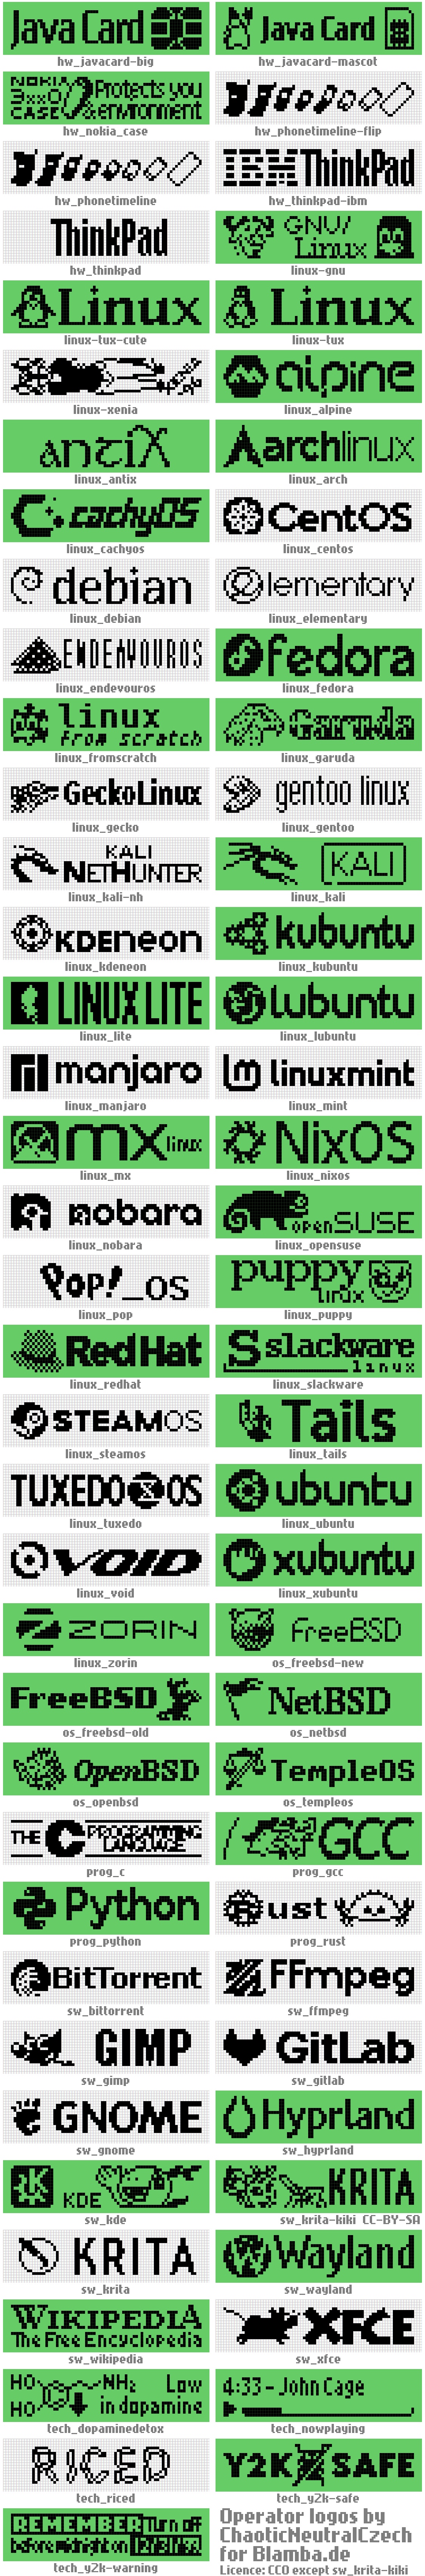 Java Card
hw_javacard-big
Java Card
hw_javacard-mascot
NOKIA
3xxx0
CASE
Protects you
environment
hw_nokia_case
hw_phonetimeline-flip
hw_phonetimeline
IBM ThinkPad
hw_thinkpad-ibm
ThinkPad
hw_thinkpad
GNU/
Linux
linux-gnu
Linux
linux-tux-cute
Linux
linux-tux
linux-xenia
alpine
linux_alpine
antiX
linux_antix
archlinux
linux_arch
cachyOS
linux_cachyos
CentOS
linux_centos
debian
linux_debian
elementary
linux_elementary
ENDEAVOUROS
linux_endevouros
fedora
linux_fedora
linux
from scratch
linux_fromscratch
Garuda
linux_garuda
GeckoLinux
linux_gecko
gentoo linux
linux_gentoo
KALI
NETHUNTER
linux_kali-nh
KALI
linux_kali
KDEneon
linux_kdeneon
kubuntu
linux_kubuntu
LINUX LITE
linux_lite
lubuntu
linux_lubuntu
manjaro
linux_manjaro
linuxmint
linux_mint
mx linux
linux_mx
NixOS
linux_nixos
nobara
linux_nobara
openSUSE
linux_opensuse
Pop!_OS
linux_pop
puppy
linux
linux_puppy
RedHat
linux_redhat
S slackware
linux
linux_slackware
STEAMOS
linux_steamos
Tails
linux_tails
TUXEDO OS
linux_tuxedo
ubuntu
linux_ubuntu
VOID
linux_void
xubuntu
linux_xubuntu
ZORIN
linux_zorin
freeBSD
os_freebsd-new
FreeBSD
os_freebsd-old
NetBSD
os_netbsd
OpenBSD
os_openbsd
TempleOS
os_templeos
THE C PROGRAMMING
LANGUAGE
prog_c
GCC
prog_gcc
Python
prog_python
Rust
prog_rust
BitTorrent
sw_bittorrent
FFmpeg
sw_ffmpeg
GIMP
sw_gimp
GitLab
sw_gitlab
GNOME
sw_gnome
Hyprland
sw_hyprland
KDE
sw_kde
KRITA
sw_krita-kiki CC-BY-SA
KRITA
sw_krita
Wayland
sw_wayland
WIKIPEDIA
The Free Encyclopedia
sw_wikipedia
XFCE
sw_xfce
HO
HO
NH2
Low
in dopamine
tech_dopaminedetox
4:33 - John Cage
tech_nowplaying
RICED
tech_riced
Y2K SAFE
tech_y2k-safe
REMEMBER Turn off
before midnight on
tech_y2k-warning
Operator logos by
ChaoticNeutralCzech
for Blamba.de
Licence: CC0 except sw_krita-kiki